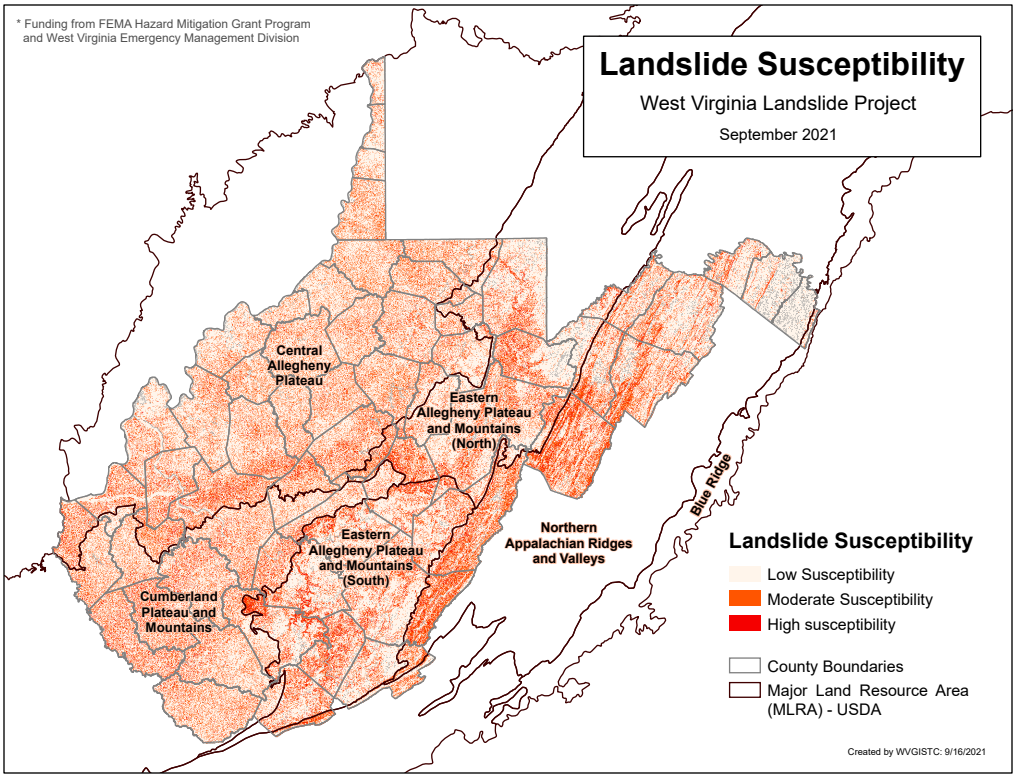 * Funding from FEMA Hazard Mitigation Grant Program
and West Virginia Emergency Management Division
Landslide Susceptibility
West Virginia Landslide Project
September 2021
Central
Allegheny
Plateau
Eastern
Allegheny Plateau
and Mountains
(North)
Blue Ridge
Northern
Appalachian Ridges
and Valleys
Eastern
Allegheny Plateau
and Mountains
(South)
Cumberland
Plateau and
Mountains
Landslide Susceptibility
Low Susceptibility
Moderate Susceptibility
High susceptibility
County Boundaries
Major Land Resource Area
(MLRA) - USDA
Created by WVGISTC: 9/16/2021